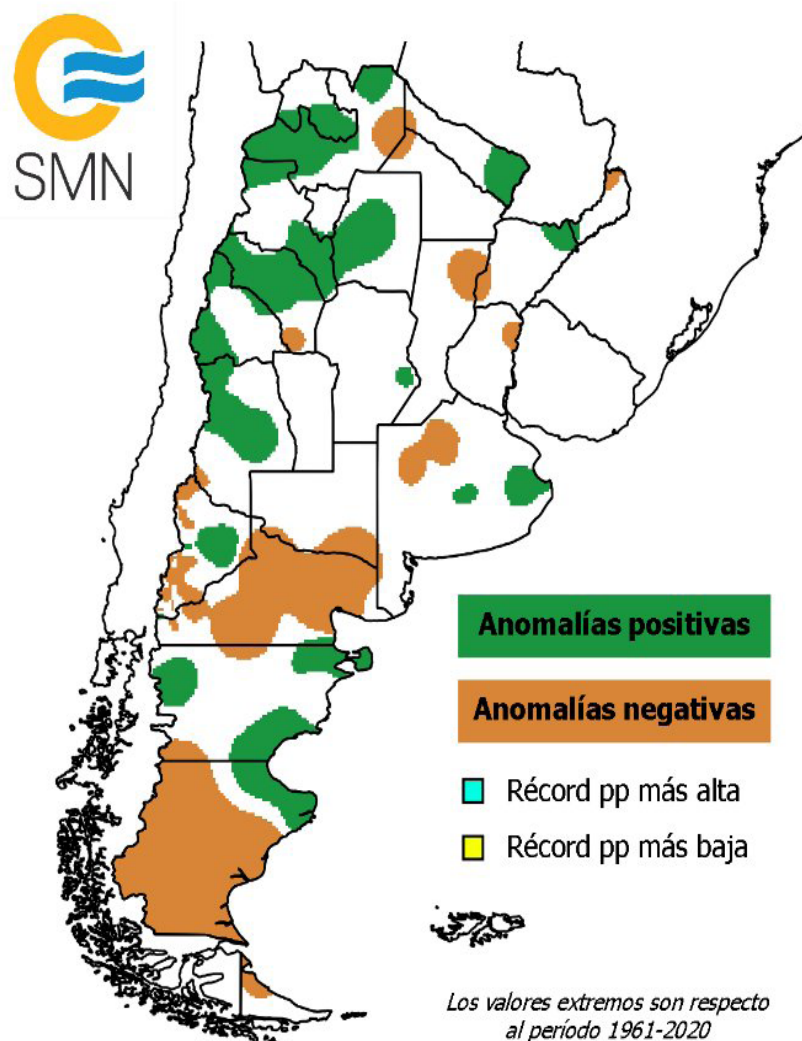 SMN
Anomalías positivas
Anomalías negativas
Récord pp más alta
Récord pp más baja
Los valores extremos son respecto
al período 1961-2020